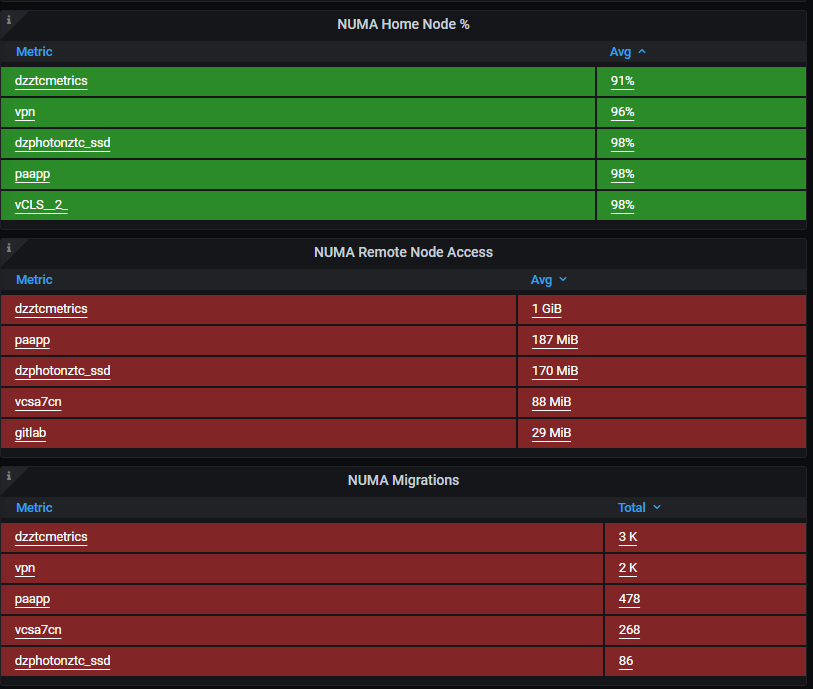 NUMA Home Node %
Metric Avg
dzztcmetrics 91%
vpn 96%
dzphotonztc_ssd 98%
paapp 98%
vCLS__2_ 98%
NUMA Remote Node Access
Metric Avg
dzztcmetrics 1 GiB
paapp 187 MiB
dzphotonztc_ssd 170 MiB
vcsa7cn 88 MiB
gitlab 29 MiB
NUMA Migrations
Metric Total
dzztcmetrics 3 K
vpn 2 K
paapp 478
vcsa7cn 268
dzphotonztc_ssd 86